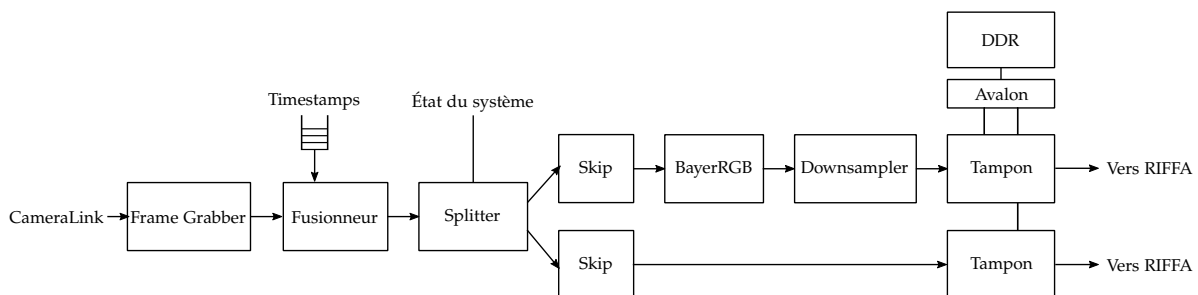 DDR
Avalon
Timestamps
État du système
Skip
BayerRGB
Downsampler
Tampon
Vers RIFFA
CameraLink
Frame Grabber
Fusionneur
Splitter
Skip
Tampon
Vers RIFFA